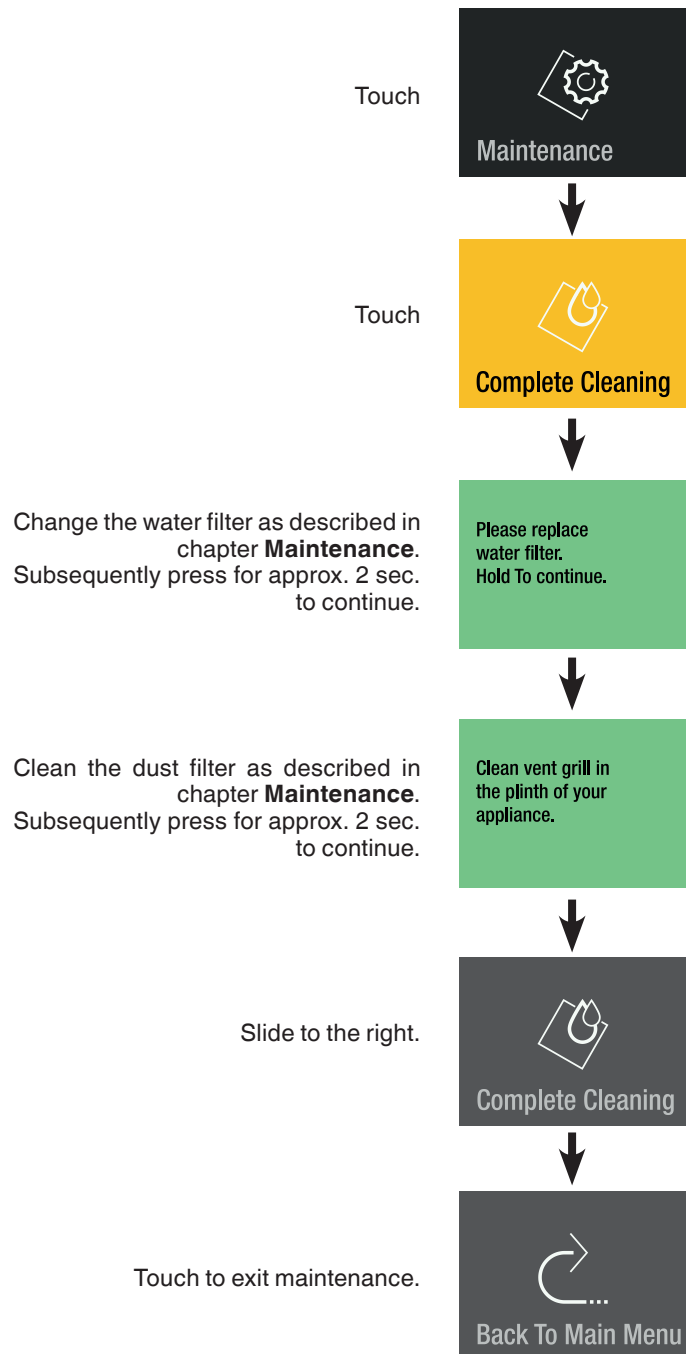 Touch
Maintenance
Touch
Complete Cleaning
Change the water filter as described in
chapter Maintenance.
Subsequently press for approx. 2 sec.
to continue.
Please replace
water filter.
Hold To continue.
Clean the dust filter as described in
chapter Maintenance.
Subsequently press for approx. 2 sec.
to continue.
Clean vent grill in
the plinth of your
appliance.
Slide to the right.
Complete Cleaning
Touch to exit maintenance.
Back To Main Menu